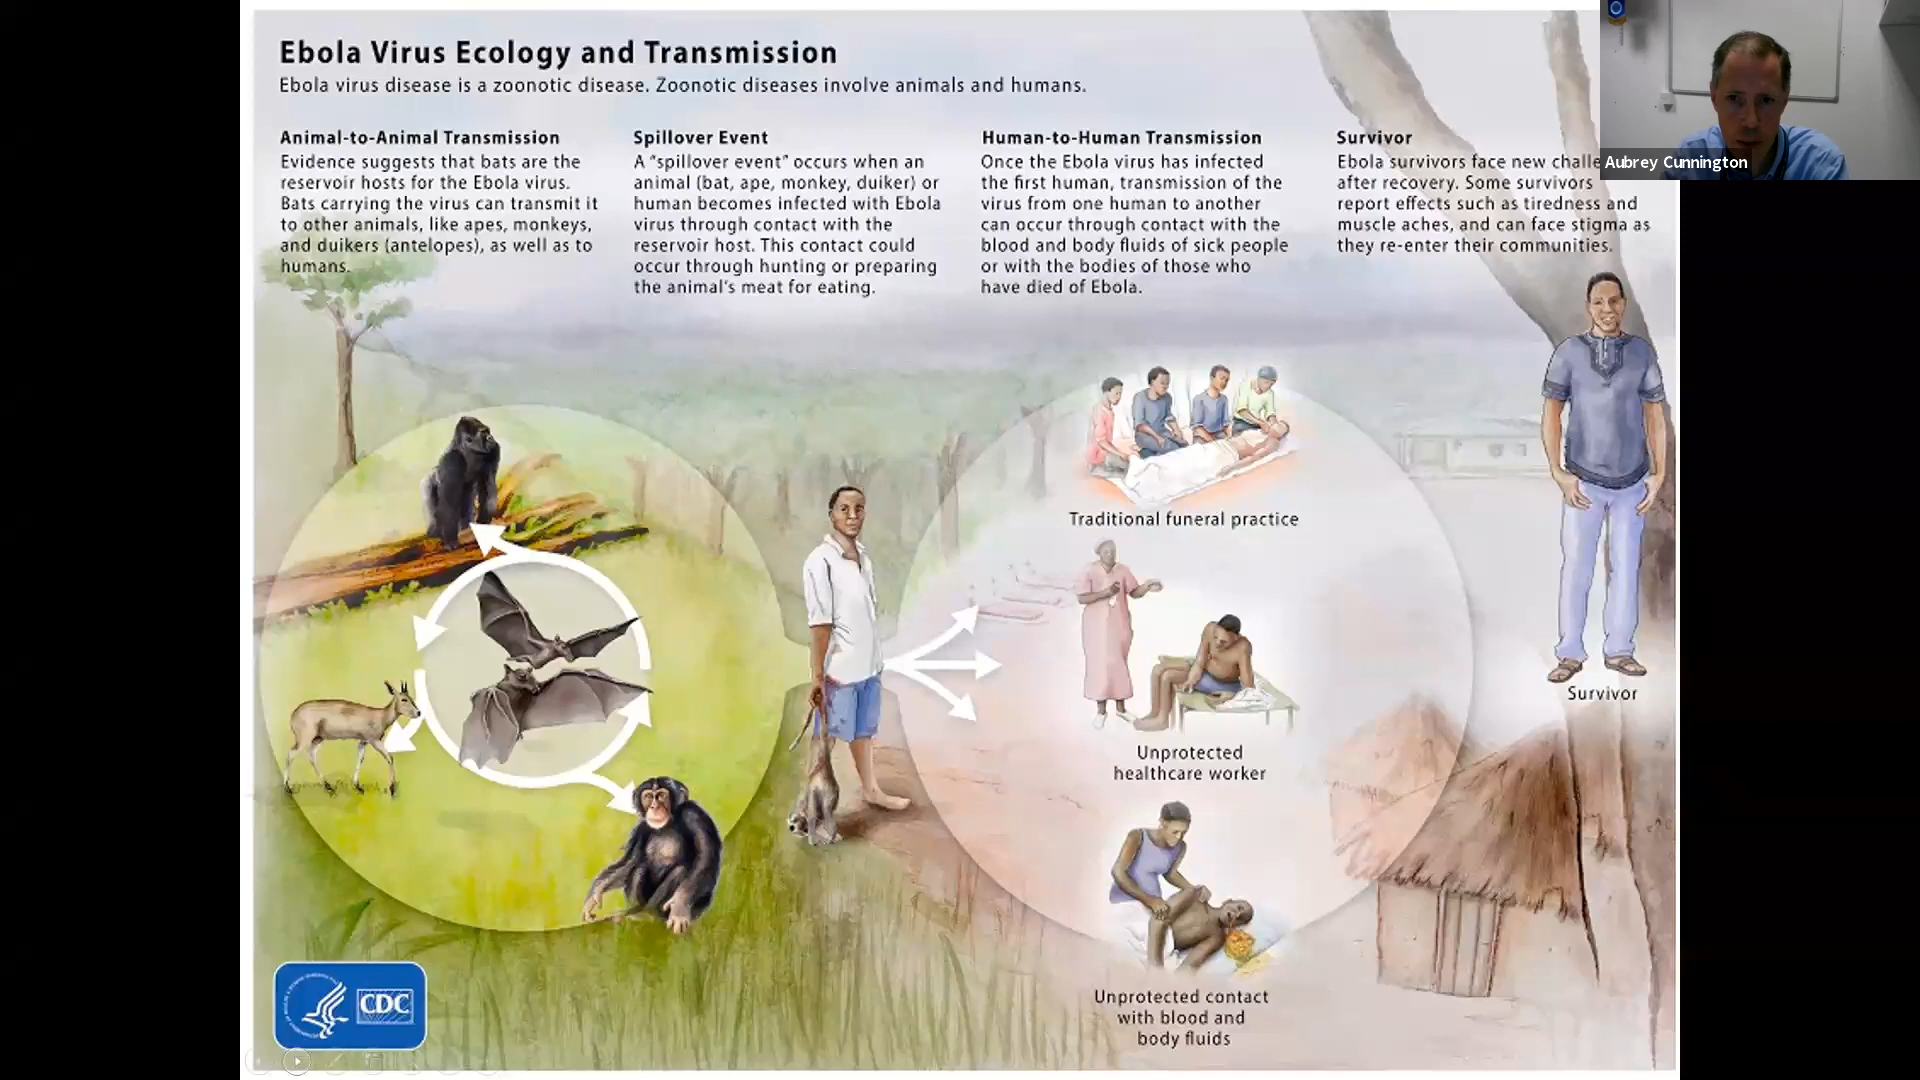 Ebola Virus Ecology and Transmission
Ebola virus disease is a zoonotic disease. Zoonotic diseases involve animals and humans.
Animal-to-Animal Transmission
Evidence suggests that bats are the
reservoir hosts for the Ebola virus.
Bats carrying the virus can transmit it
to other animals, like apes, monkeys,
and duikers (antelopes), as well as to
humans.
Spillover Event
A “spillover event” occurs when an
animal (bat, ape, monkey, duiker) or
human becomes infected with Ebola
virus through contact with the
reservoir host. This contact could
occur through hunting or preparing
the animal’s meat for eating.
Human-to-Human Transmission
Once the Ebola virus has infected
the first human, transmission of the
virus from one human to another
can occur through contact with the
blood and body fluids of sick people
or with the bodies of those who
have died of Ebola.
Survivor
Ebola survivors face new challe
after recovery. Some survivors
report effects such as tiredness and
muscle aches, and can face stigma as
they re-enter their communities.
Aubrey Cunnington
Traditional funeral practice
Unprotected
healthcare worker
Unprotected contact
with blood and
body fluids
Survivor
CDC